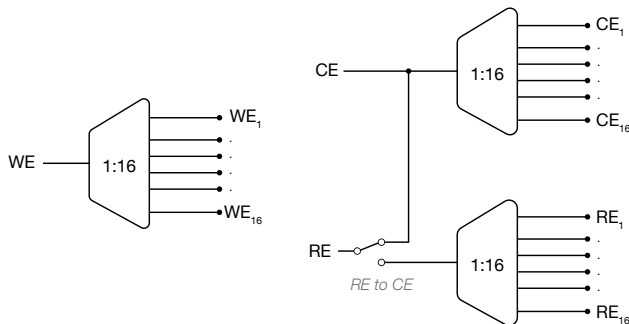 WE
1:16
WE1
.
.
.
.
WE16
CE
1:16
CE1
.
.
.
.
CE16
RE
RE to CE
1:16
RE1
.
.
.
.
RE16